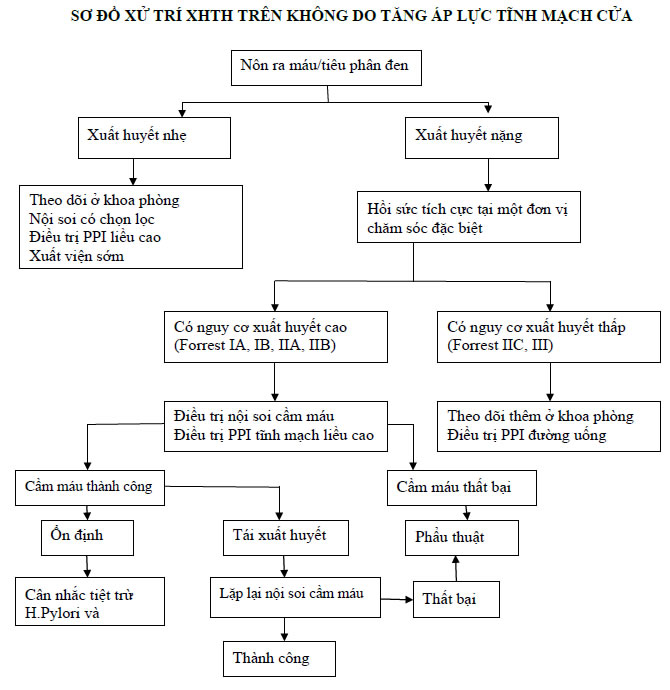 SƠ ĐỒ XỬ TRÍ XHTH TRÊN KHÔNG DO TĂNG ÁP LỰC TĨNH MẠCH CỬA
Nôn ra máu/tiêu phân đen
Xuất huyết nhẹ
Xuất huyết nặng
Theo dõi ở khoa phòng
Nội soi có chọn lọc
Điều trị PPI liều cao
Xuất viện sớm
Hồi sức tích cực tại một đơn vị
chăm sóc đặc biệt
Có nguy cơ xuất huyết cao
(Forrest IA, IB, IIA, IIB)
Có nguy cơ xuất huyết thấp
(Forrest IIC, III)
Điều trị nội soi cầm máu
Điều trị PPI tĩnh mạch liều cao
Theo dõi thêm ở khoa phòng
Điều trị PPI đường uống
Cầm máu thành công
Cầm máu thất bại
Ổn định
Tái xuất huyết
Phẩu thuật
Cân nhắc tiệt trừ
H.Pylori và
Lặp lại nội soi cầm máu
Thất bại
Thành công